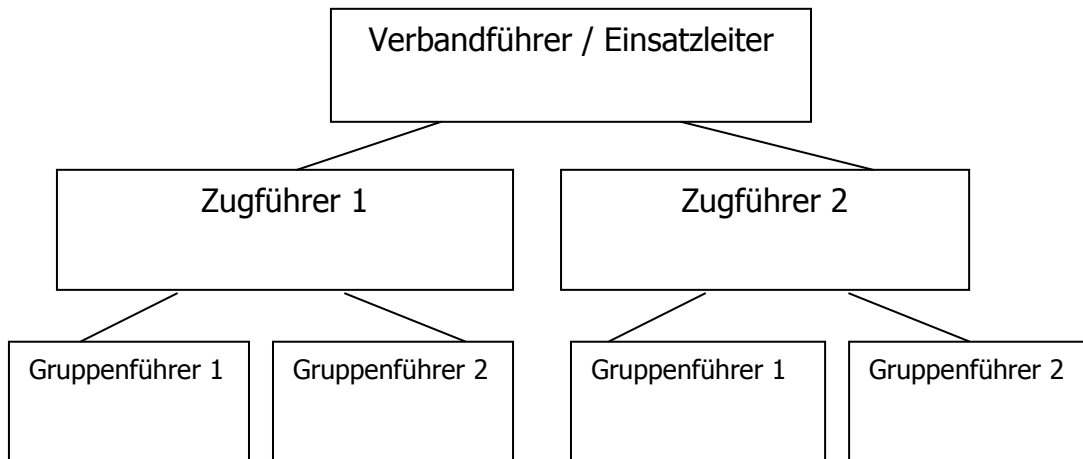 Verbandführer / Einsatzleiter
Zugführer 1
Zugführer 2
Gruppenführer 1
Gruppenführer 2
Gruppenführer 1
Gruppenführer 2